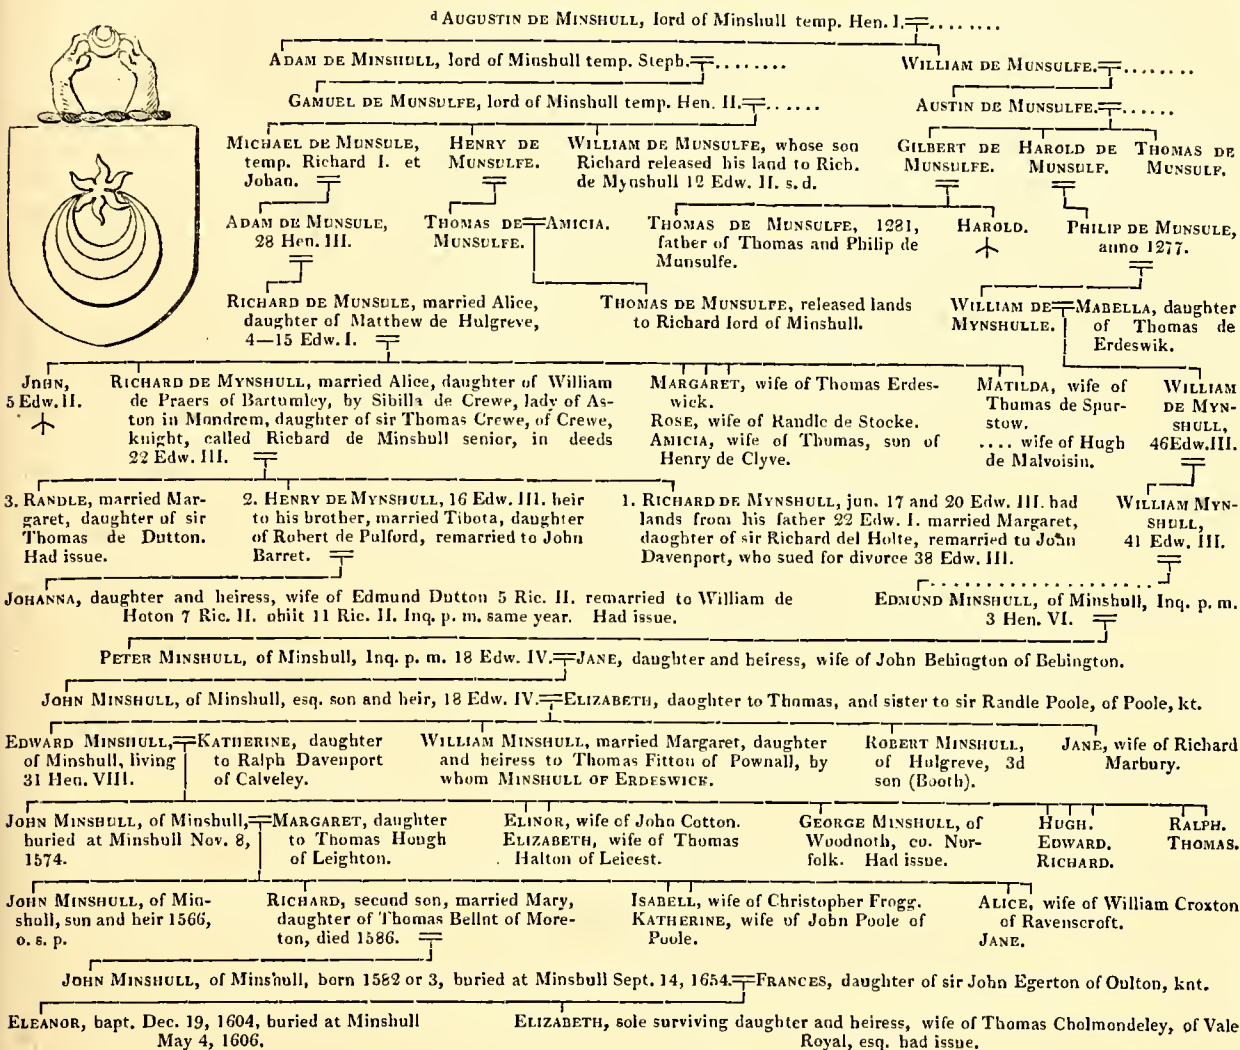 d AUGUSTIN DE MINSHULL, lord of Minshull temp. Hen. I.=........
ADAM DE MINSHULL, lord of Minshull temp. Steph.=........
WILLIAM DE MUNSULFE.=.......
GAMUEL DE MUNSULFE, lord of Minshull temp. Hen. II.=......
AUSTIN DE MUNSULFE.=......
MICHAEL DE MUNSULE,
temp. Richard I. et
Johan.
HENRY DE
MUNSULFE.
WILLIAM DE MUNSULFE, whose son
Richard released his land to Rich.
de Mynshull 12 Edw. II. s.d.
GILBERT DE
MUNSULFE.
HAROLD DE
MUNSULF.
THOMAS DE
MUNSULF.
ADAM DE MUNSULE,
28 Hen. III.
THOMAS DE=AMICIA.
MUNSULFE.
THOMAS DE MUNSULFE, 1281,
father of Thomas and Philip de
Munsulfe.
HAROLD.
PHILIP DE MUNSULE,
anno 1277.
RICHARD DE MUNSULE, married Alice,
daughter of Matthew de Hulgreve,
4—15 Edw. I.
THOMAS DE MUNSULFE, released lands
to Richard lord of Minshull.
WILLIAM DE=MABELLA, daughter
MYNSHULLE. of Thomas de
Erdeswik.
JOHN,
5 Edw. II.
RICHARD DE MYNSHULL, married Alice, daughter of William
de Praers of Bartumley, by Sibilla de Crewe, lady of As-
ton in Mondrem, daughter of sir Thomas Crewe, of Crewe,
knight, called Richard de Minshull senior, in deeds
22 Edw. III.
MARGARET, wife of Thomas Erdes-
wick.
ROSE, wife of Randle de Stocke.
AMICIA, wife of Thomas, son of
Henry de Clyve.
MATILDA, wife of
Thomas de Spur-
stow.
.... wife of Hugh
de Malvoisin.
WILLIAM
DE MYN-
SHULL,
46 Edw. III.
3. RANDLE, married Mar-
garet, daughter of sir
Thomas de Dutton.
Had issue.
2. HENRY DE MYNSHULL, 16 Edw. III. heir
to his brother, married Tibota, daughter
of Robert de Pulford, remarried to John
Barret.
1. RICHARD DE MYNSHULL, jun. 17 and 20 Edw. III. had
lands from his father 22 Edw. I. married Margaret,
daughter of sir Richard del Holte, remarried to John
Davenport, who sued for divorce 38 Edw. III.
WILLIAM MYN-
SHULL,
41 Edw. III.
JOHANNA, daughter and heiress, wife of Edmund Dutton 5 Ric. II. remarried to William de
Hoton 7 Ric. II. obiit 11 Ric. II. Inq. p. m. same year. Had issue.
EDMUND MINSHULL, of Minshull, Inq. p. m.
3 Hen. VI.
PETER MINSHULL, of Minshull, Inq. p. m. 18 Edw. IV.=JANE, daughter and heiress, wife of John Bebington of Bebington.
JOHN MINSHULL, of Minshull, esq. son and heir, 18 Edw. IV.=ELIZABETH, daughter to Thomas, and sister to sir Randle Poole, of Poole, kt.
EDWARD MINSHULL,=KATHERINE, daughter
of Minshull, living to Ralph Davenport
31 Hen. VIII. of Calveley.
WILLIAM MINSHULL, married Margaret, daughter
and heiress to Thomas Fitton of Pownall, by
whom MINSHULL OF ERDESWICK.
ROBERT MINSHULL,
of Hulgreve, 3d
son (Booth).
JANE, wife of Richard
Marbury.
JOHN MINSHULL, of Minshull,=MARGARET, daughter
buried at Minshull Nov. 8, to Thomas Hough
1574. of Leighton.
ELINOR, wife of John Cotton.
ELIZABETH, wife of Thomas
Halton of Leicest.
GEORGE MINSHULL, of
Woodnoth, co. Nor-
folk. Had issue.
HUGH.
EDWARD.
RICHARD.
RALPH.
THOMAS.
JOHN MINSHULL, of Min-
shull, son and heir 1566,
o. s. p.
RICHARD, second son, married Mary,
daughter of Thomas Bellot of More-
ton, died 1586.
ISABELL, wife of Christopher Frogg.
KATHERINE, wife of John Poole of
Poole.
ALICE, wife of William Croxton
of Ravenscroft.
JANE.
JOHN MINSHULL, of Minshull, born 1582 or 3, buried at Minshull Sept. 14, 1654.=FRANCES, daughter of sir John Egerton of Oulton, knt.
ELEANOR, bapt. Dec. 19, 1604, buried at Minshull
May 4, 1606.
ELIZABETH, sole surviving daughter and heiress, wife of Thomas Cholmondeley, of Vale
Royal, esq. had issue.